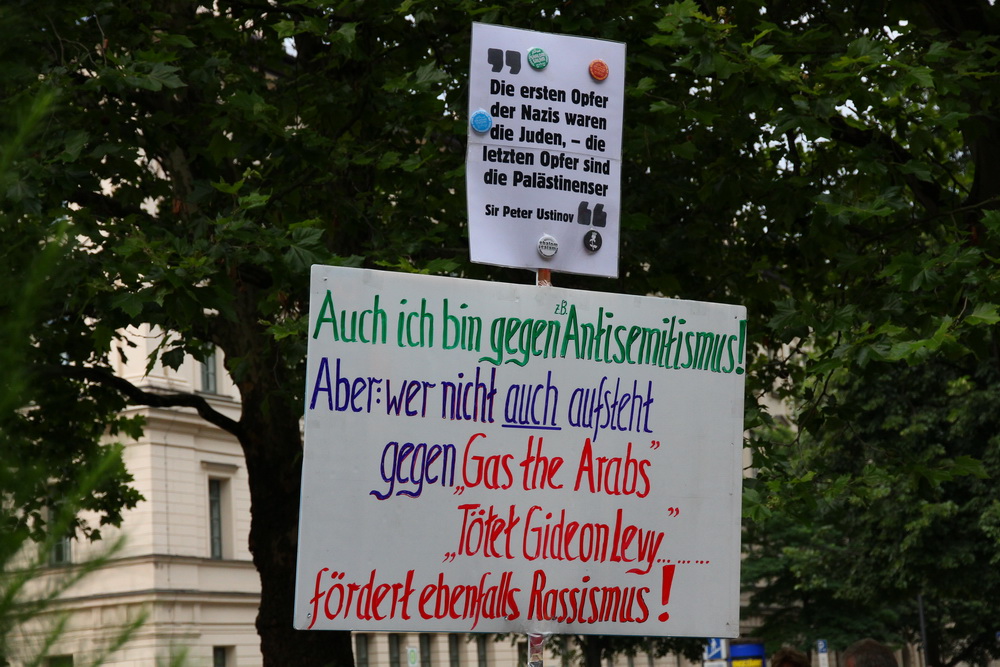 „
Die ersten Opfer
der Nazis waren
die Juden, – die
letzten Opfer sind
die Palästinenser
Sir Peter Ustinov “
Auch ich bin gegen z.B. Antisemitismus!
Aber: wer nicht auch aufsteht
gegen „Gas the Arabs”
„Tötet Gideon Levy”......
fördert ebenfalls Rassismus!